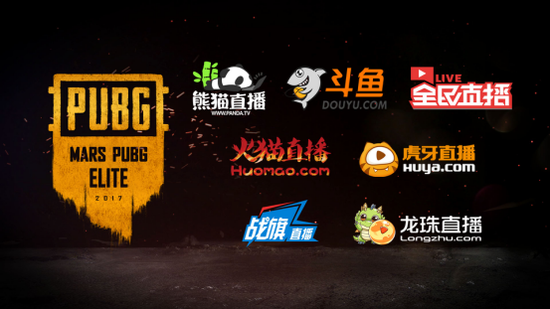 PUBG
MARS PUBG
ELITE
2017
熊猫直播
WWW.PANDA.TV
斗鱼
DOUYU.COM
LIVE
全民直播
火猫直播
Huomao.com
虎牙直播
HUYA.com
战旗直播
龙珠直播
Longzhu.com